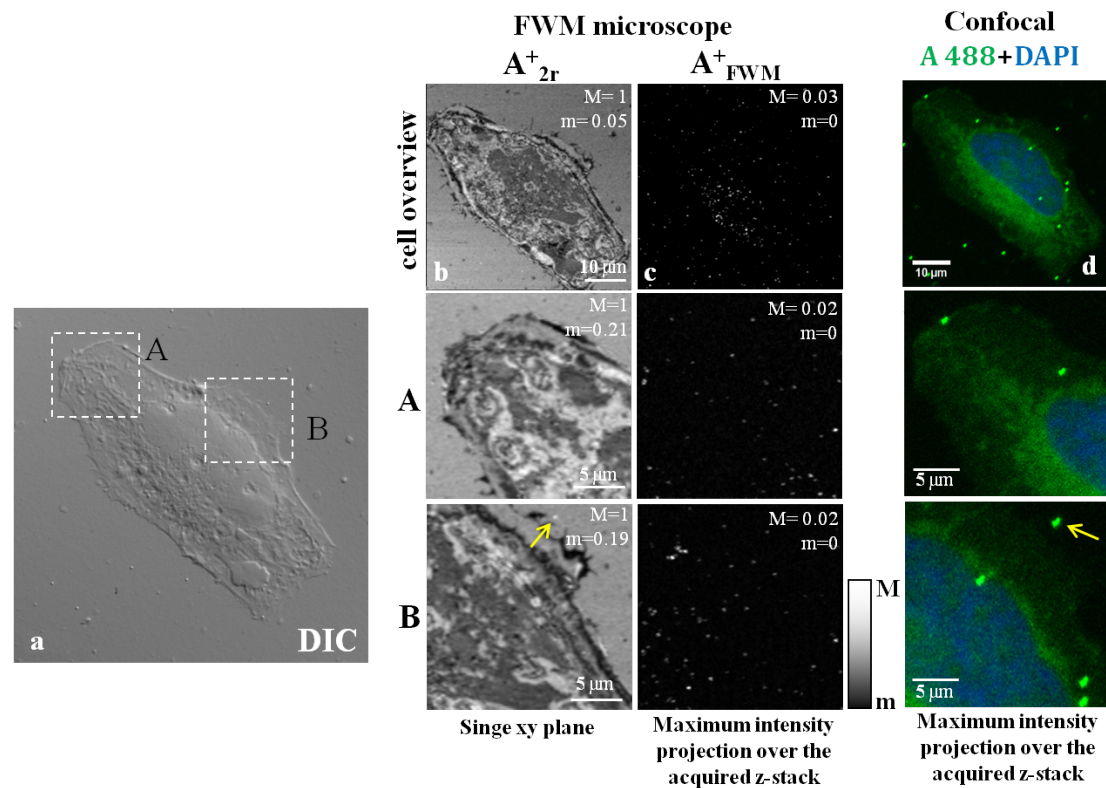 FWM microscope
A⁺2r
A⁺FWM
Confocal
A 488+DAPI
cell overview
M= 1
m= 0.05
b
10 µm
M= 0.03
m=0
c
10 µm
d
A
B
a
DIC
A
M=1
m=0.21
5 µm
M= 0.02
m=0
5 µm
B
M=1
m=0.19
5 µm
M= 0.02
m=0
M
m
5 µm
Singe xy plane
Maximum intensity
projection over the
acquired z-stack
Maximum intensity
projection over the
acquired z-stack